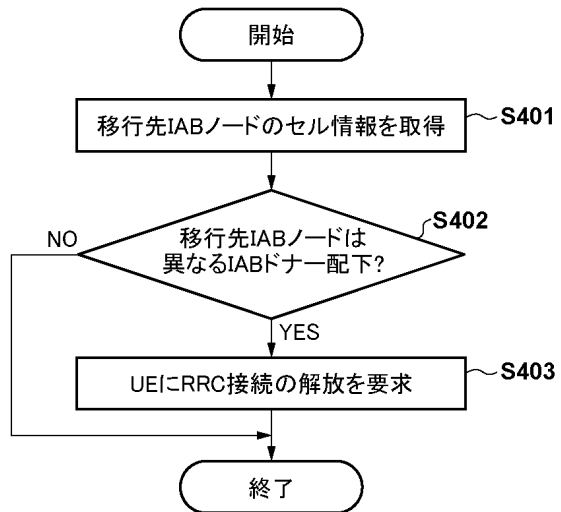 開始
移行先IABノードのセル情報を取得
S401
S402
NO
移行先IABノードは
異なるIABドナー配下?
YES
UEにRRC接続の解放を要求
S403
終了